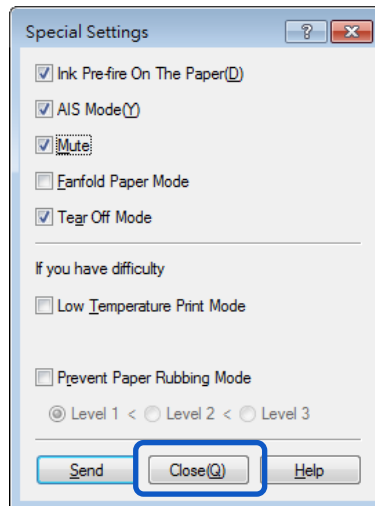 Special Settings ?
Ink Pre-fire On The Paper(D)
AIS Mode(Y)
Mute
Fanfold Paper Mode
Tear Off Mode
If you have difficulty
Low Temperature Print Mode
Prevent Paper Rubbing Mode
Level 1 < Level 2 < Level 3
Send Close(Q) Help